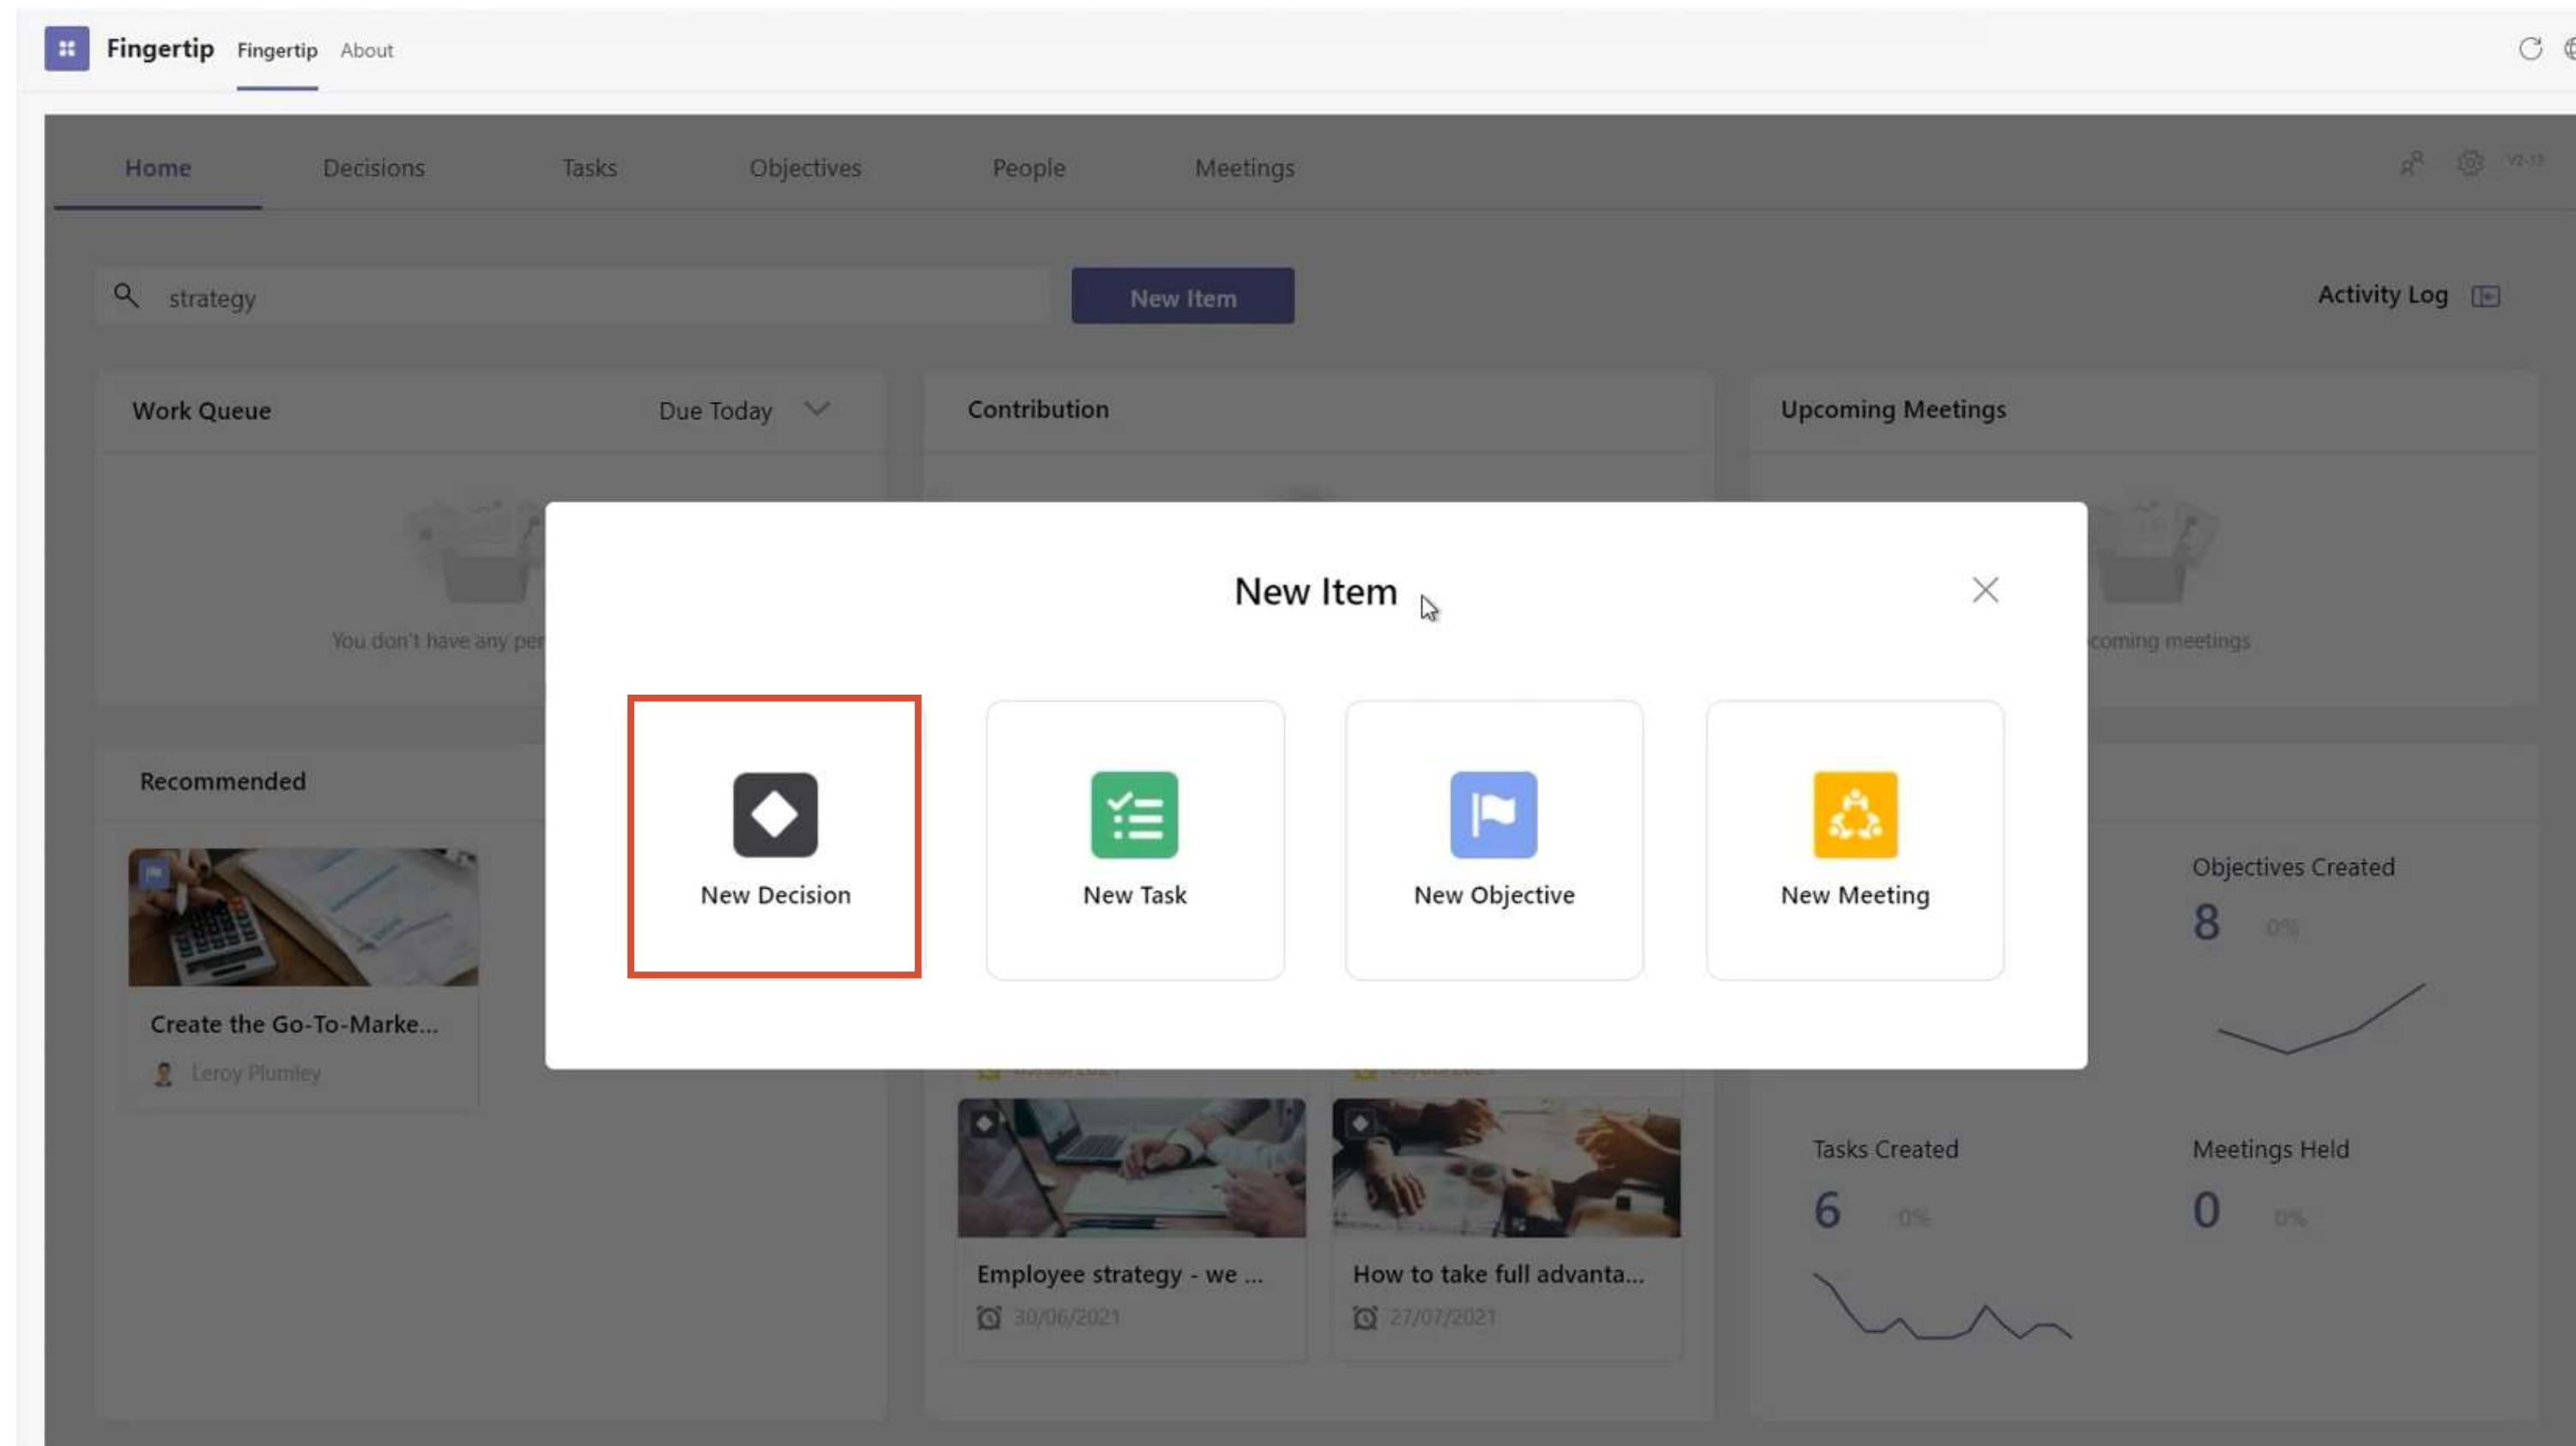 Fingertip Fingertip About
Home Decisions Tasks Objectives People Meetings
strategy New Item Activity Log
Work Queue Due Today Contribution Upcoming Meetings
You don't have any per
coming meetings
New Item
New Decision New Task New Objective New Meeting
Recommended
Objectives Created
8 0%
Create the Go-To-Marke...
Leroy Plumley
Tasks Created Meetings Held
6 0% 0 0%
Employee strategy - we ... How to take full advanta...
30/06/2021 27/07/2021